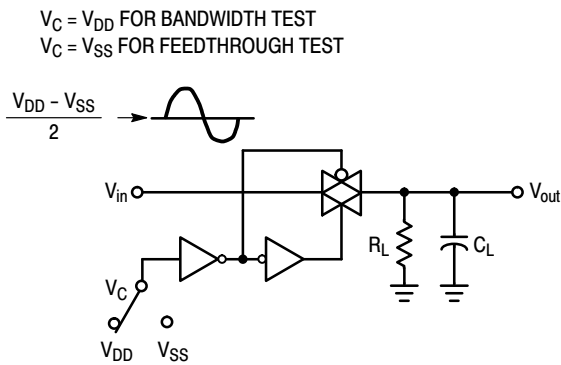 V_C = V_DD FOR BANDWIDTH TEST
V_C = V_SS FOR FEEDTHROUGH TEST
V_DD – V_SS
2
V_in
V_out
R_L
C_L
V_C
V_DD
V_SS